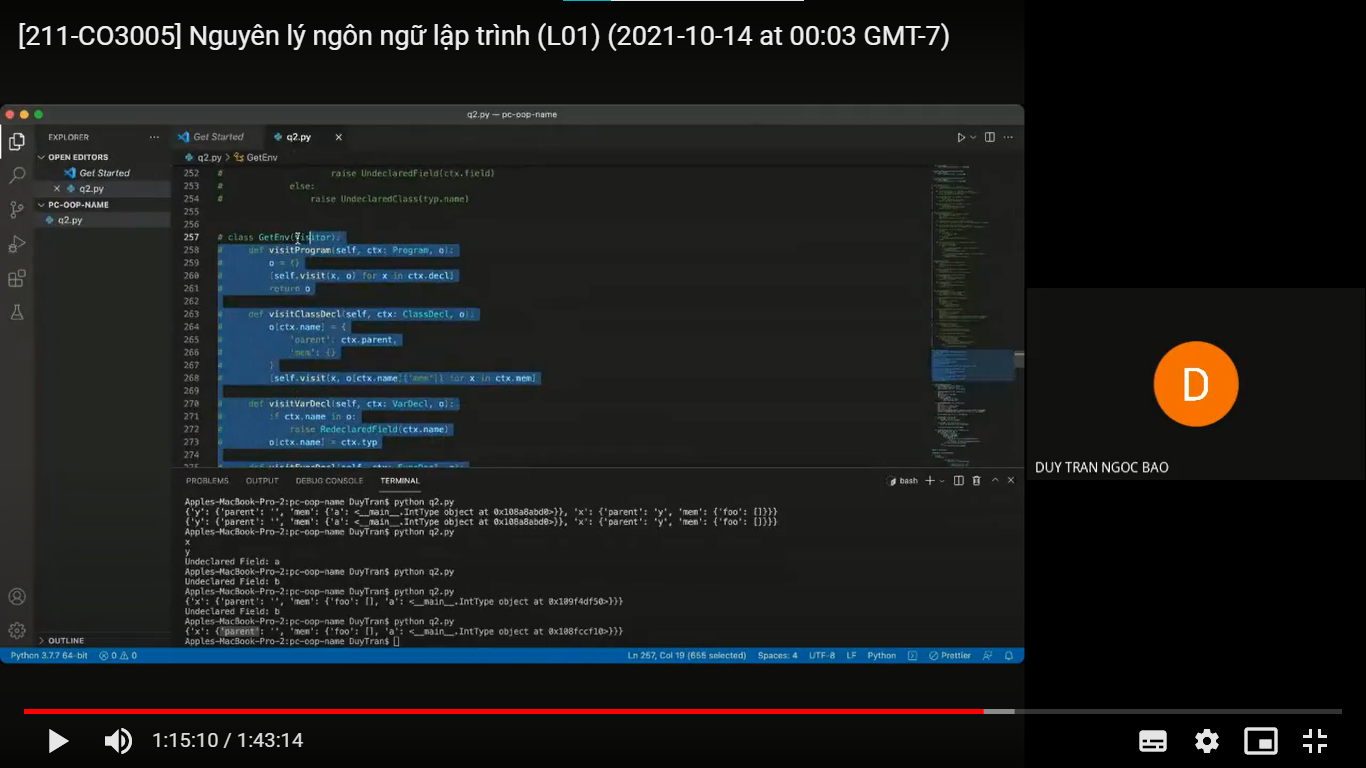 [211-CO3005] Nguyên lý ngôn ngữ lập trình (L01) (2021-10-14 at 00:03 GMT-7)
q2.py — pc-oop-name
EXPLORER
Get Started
q2.py
OPEN EDITORS
Get Started
q2.py
PC-OOP-NAME
q2.py
OUTLINE
q2.py > GetEnv
252 # raise UndeclaredField(ctx.field)
253 # else:
254 # raise UndeclaredClass(typ.name)
255
256
257 # class GetEnv(Visitor):
258 # def visitProgram(self, ctx: Program, o):
259 # o = {}
260 # [self.visit(x, o) for x in ctx.decl]
261 # return o
262
263 # def visitClassDecl(self, ctx: ClassDecl, o):
264 # o[ctx.name] = {
265 # 'parent': ctx.parent,
266 # 'mem': {}
267 # }
268 # [self.visit(x, o[ctx.name]['mem']) for x in ctx.mem]
269
270 # def visitVarDecl(self, ctx: VarDecl, o):
271 # if ctx.name in o:
272 # raise RedeclaredField(ctx.name)
273 # o[ctx.name] = ctx.typ
274
275 # def visitFuncDecl(self, ctx: FuncDecl, o):
PROBLEMS OUTPUT DEBUG CONSOLE TERMINAL
bash
Apples-MacBook-Pro-2:pc-oop-name DuyTran$ python q2.py
{'y': {'parent': '', 'mem': {'a': <__main__.IntType object at 0x108a8abd0>}}, 'x': {'parent': 'y', 'mem': {'foo': []}}}
{'y': {'parent': '', 'mem': {'a': <__main__.IntType object at 0x108a8abd0>}}, 'x': {'parent': 'y', 'mem': {'foo': []}}}
Apples-MacBook-Pro-2:pc-oop-name DuyTran$ python q2.py
x
y
Undeclared Field: a
Apples-MacBook-Pro-2:pc-oop-name DuyTran$ python q2.py
Undeclared Field: b
Apples-MacBook-Pro-2:pc-oop-name DuyTran$ python q2.py
{'x': {'parent': '', 'mem': {'foo': [], 'a': <__main__.IntType object at 0x109f4df50>}}}
Undeclared Field: b
Apples-MacBook-Pro-2:pc-oop-name DuyTran$ python q2.py
{'x': {'parent': '', 'mem': {'foo': [], 'a': <__main__.IntType object at 0x108fccf10>}}}
Apples-MacBook-Pro-2:pc-oop-name DuyTran$
Python 3.7.7 64-bit 0 0 Ln 257, Col 19 (655 selected) Spaces: 4 UTF-8 LF Python Prettier
D
DUY TRAN NGOC BAO
1:15:10 / 1:43:14